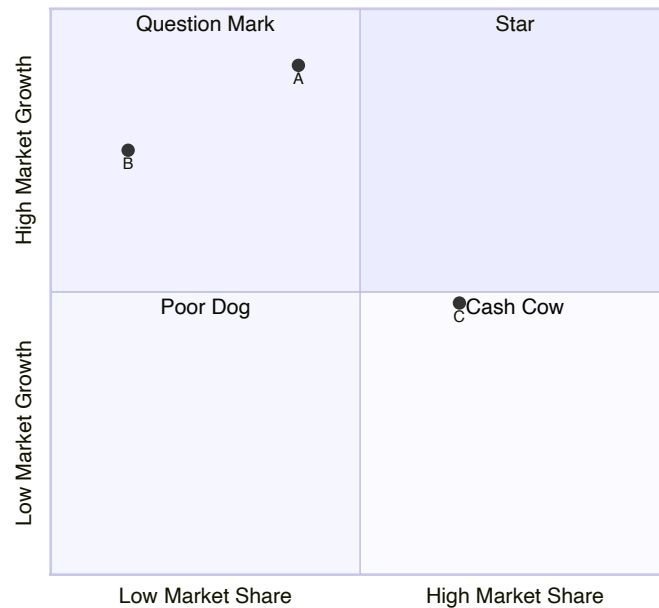 Question Mark
Star
A
B
High Market Growth
Poor Dog
Cash Cow
C
Low Market Growth
Low Market Share
High Market Share